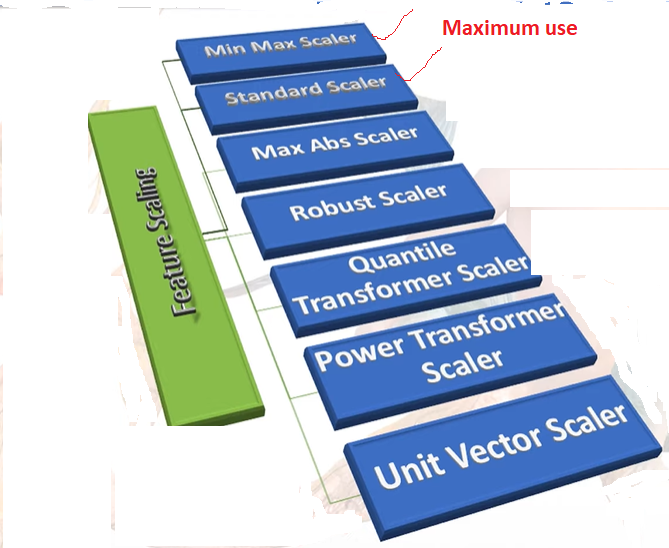 Min Max Scaler
Maximum use
Standard Scaler
Max Abs Scaler
Feature Scaling
Robust Scaler
Quantile
Transformer Scaler
Power Transformer
Scaler
Unit Vector Scaler